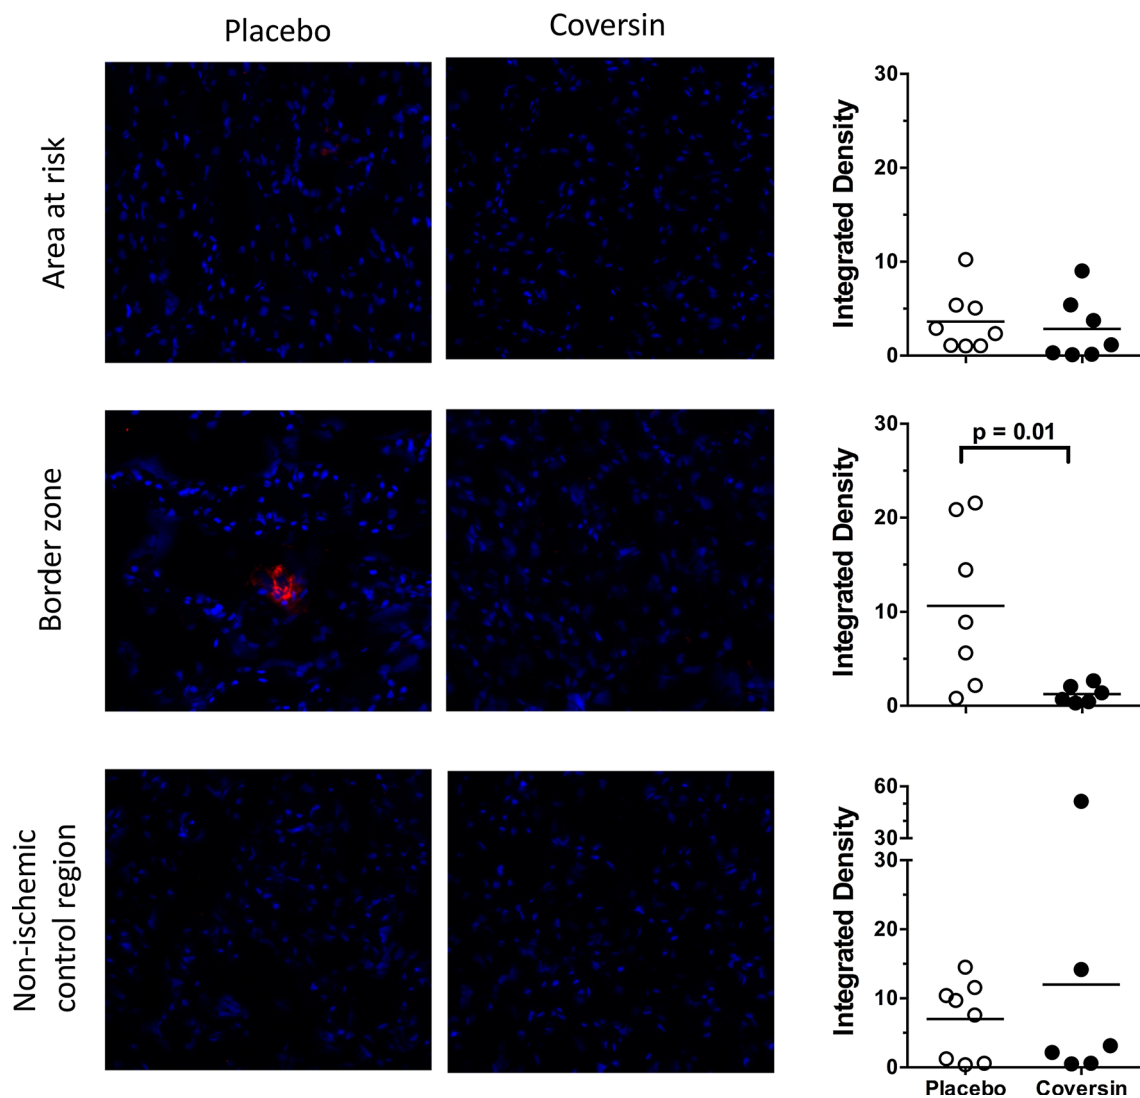 Placebo
Coversin
Area at risk
30
20
10
0
Integrated Density
Border zone
p = 0.01
30
20
10
0
Integrated Density
Non-ischemic
control region
60
30
30
20
10
0
Integrated Density
Placebo
Coversin